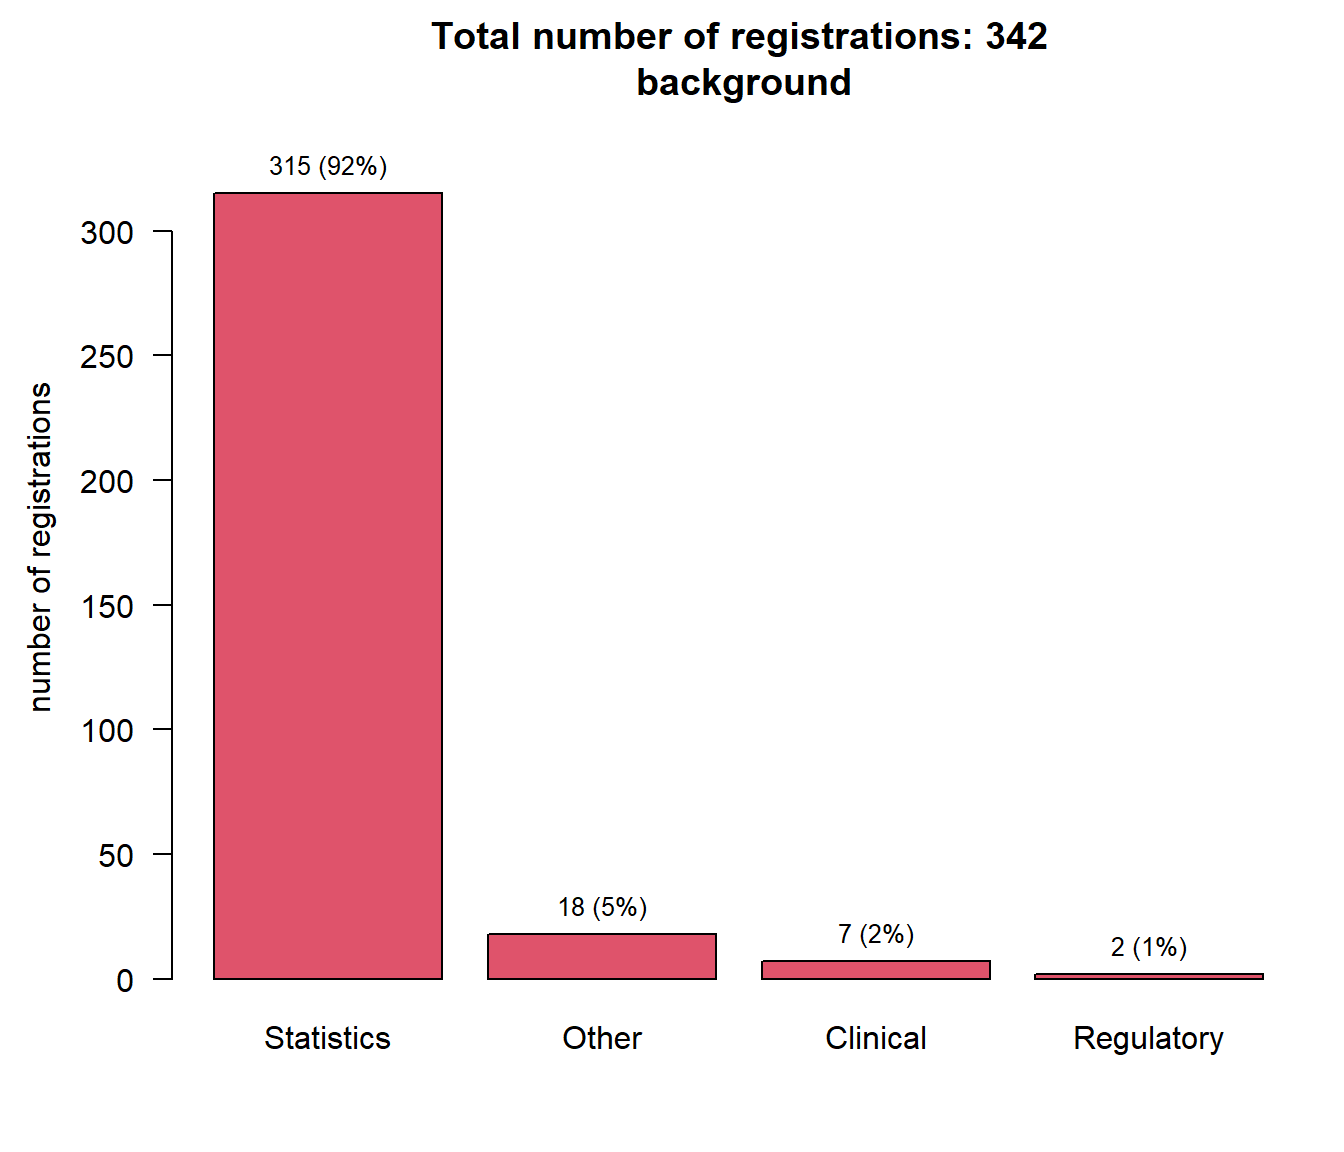 Total number of registrations: 342
background
number of registrations
300
250
200
150
100
50
0
315 (92%)
18 (5%)
7 (2%)
2 (1%)
Statistics
Other
Clinical
Regulatory